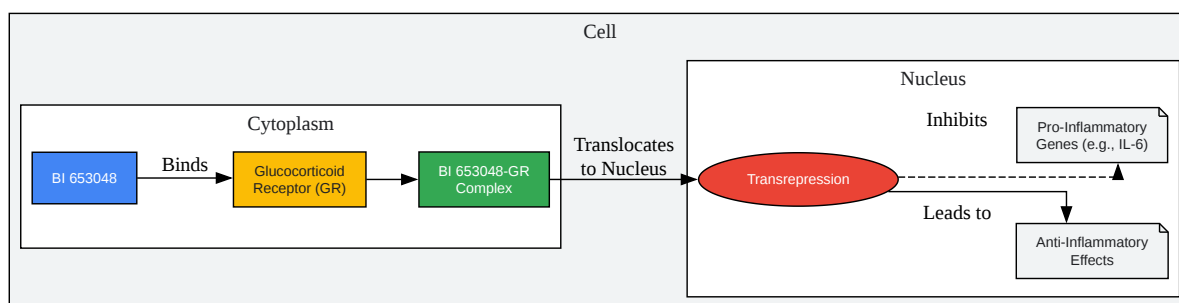 Cell
Nucleus
Cytoplasm
Inhibits
Pro-Inflammatory
Genes (e.g., IL-6)
BI 653048
Binds
Glucocorticoid
Receptor (GR)
BI 653048-GR
Complex
Translocates
to Nucleus
Transrepression
Leads to
Anti-Inflammatory
Effects